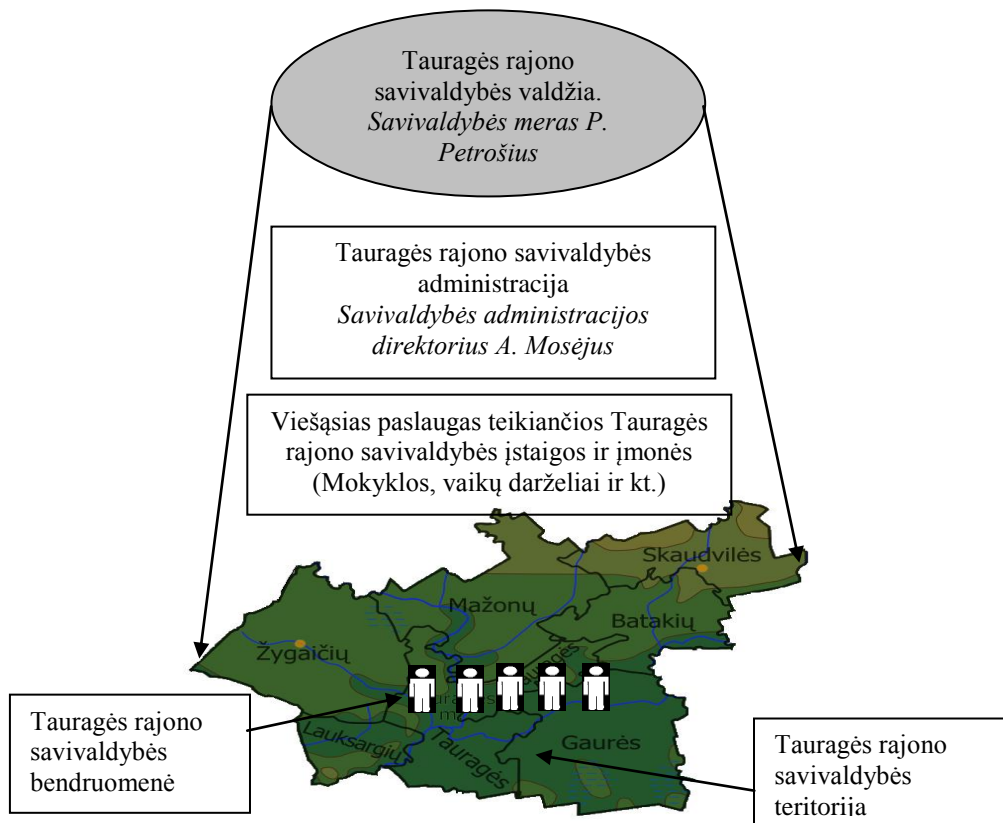 Tauragės rajono
savivaldybės valdžia.
Savivaldybės meras P.
Petrošius
Tauragės rajono savivaldybės
administracija
Savivaldybės administracijos
direktorius A. Mosėjus
Viešąsias paslaugas teikiančios Tauragės
rajono savivaldybės įstaigos ir įmonės
(Mokyklos, vaikų darželiai ir kt.)
Skaudvilės
Mažonų
Batakių
Žygaičių
Lauksargių
Tauragės
Gaurės
Tauragės rajono
savivaldybės
bendruomenė
Tauragės rajono
savivaldybės
teritorija